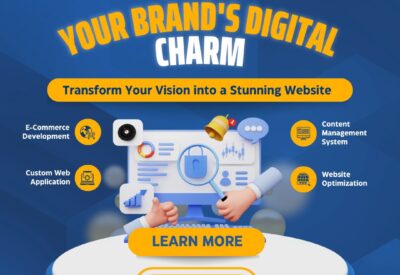 YOUR BRAND'S DIGITAL
CHARM
Transform Your Vision into a Stunning Website
E-Commerce
Development
Content
Management
System
Custom Web
Application
Website
Optimization
LEARN MORE